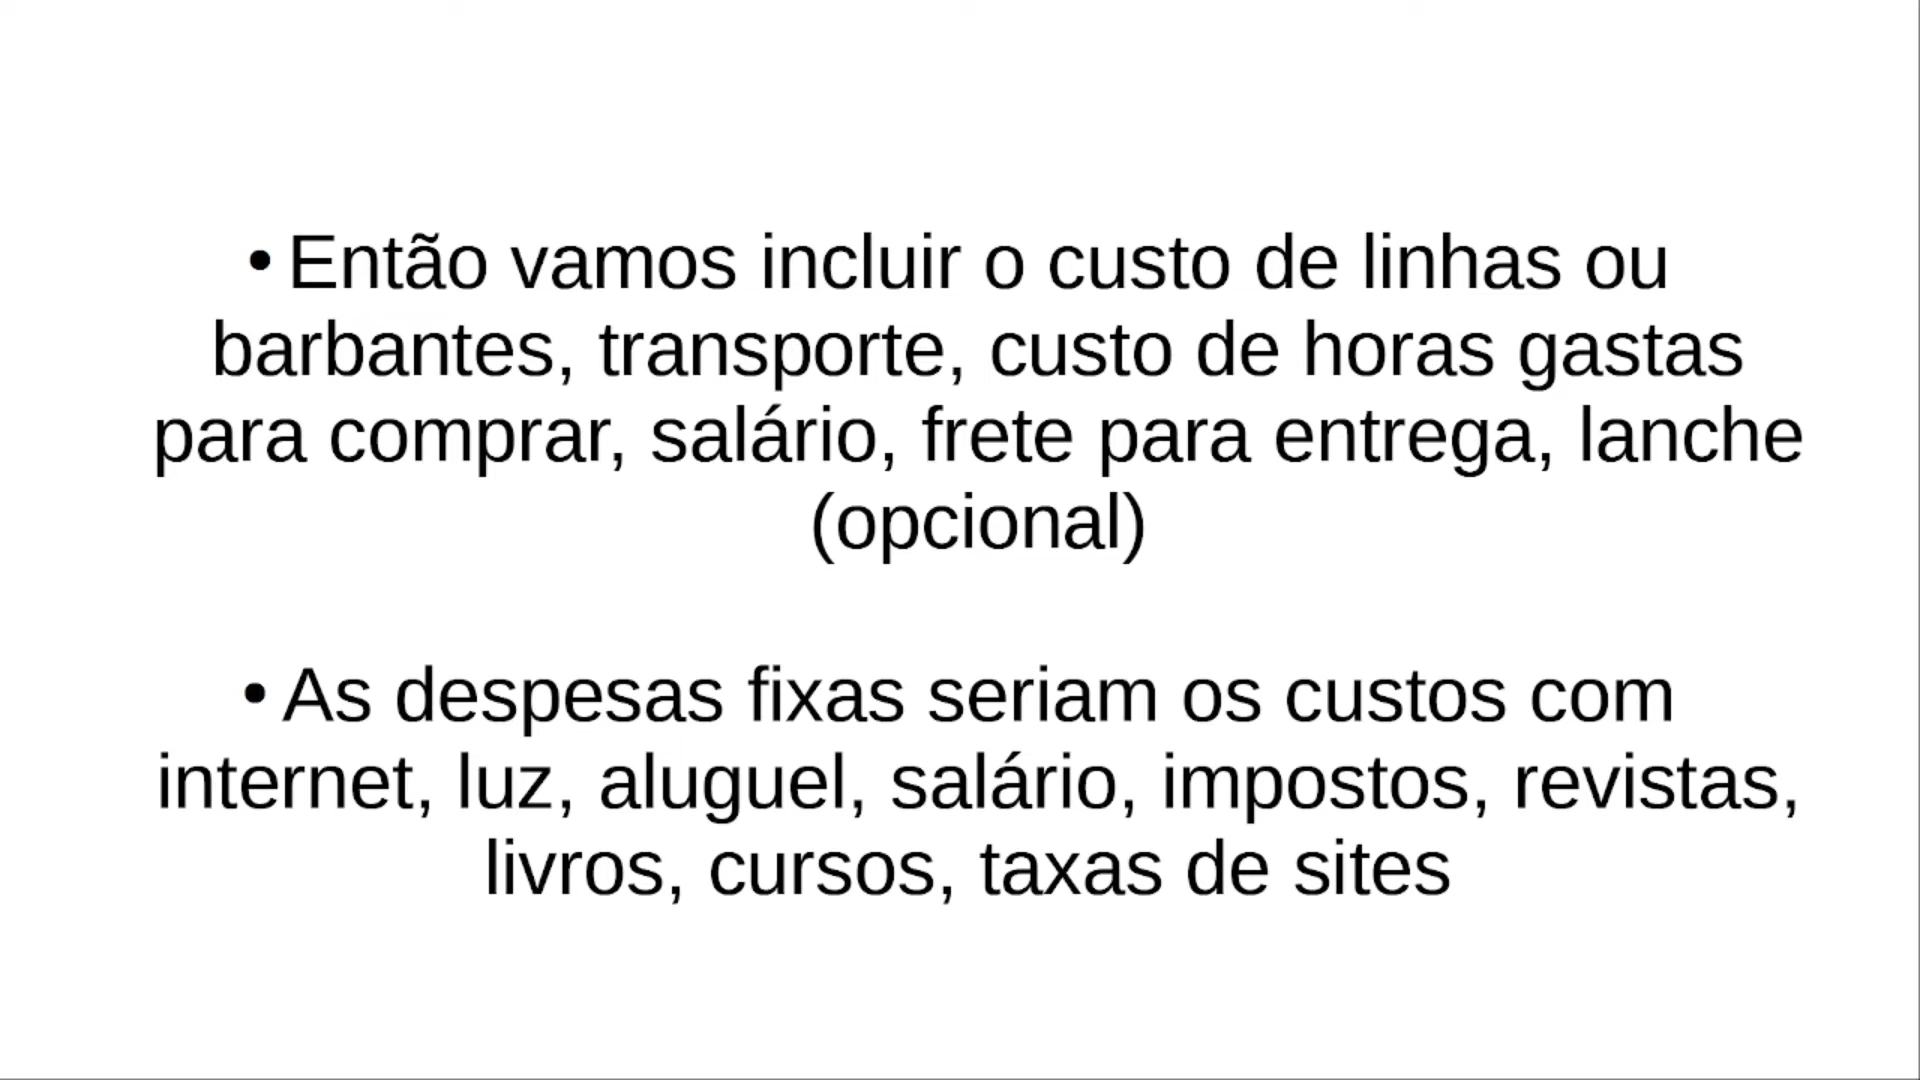 • Então vamos incluir o custo de linhas ou
barbantes, transporte, custo de horas gastas
para comprar, salário, frete para entrega, lanche
(opcional)
• As despesas fixas seriam os custos com
internet, luz, aluguel, salário, impostos, revistas,
livros, cursos, taxas de sites